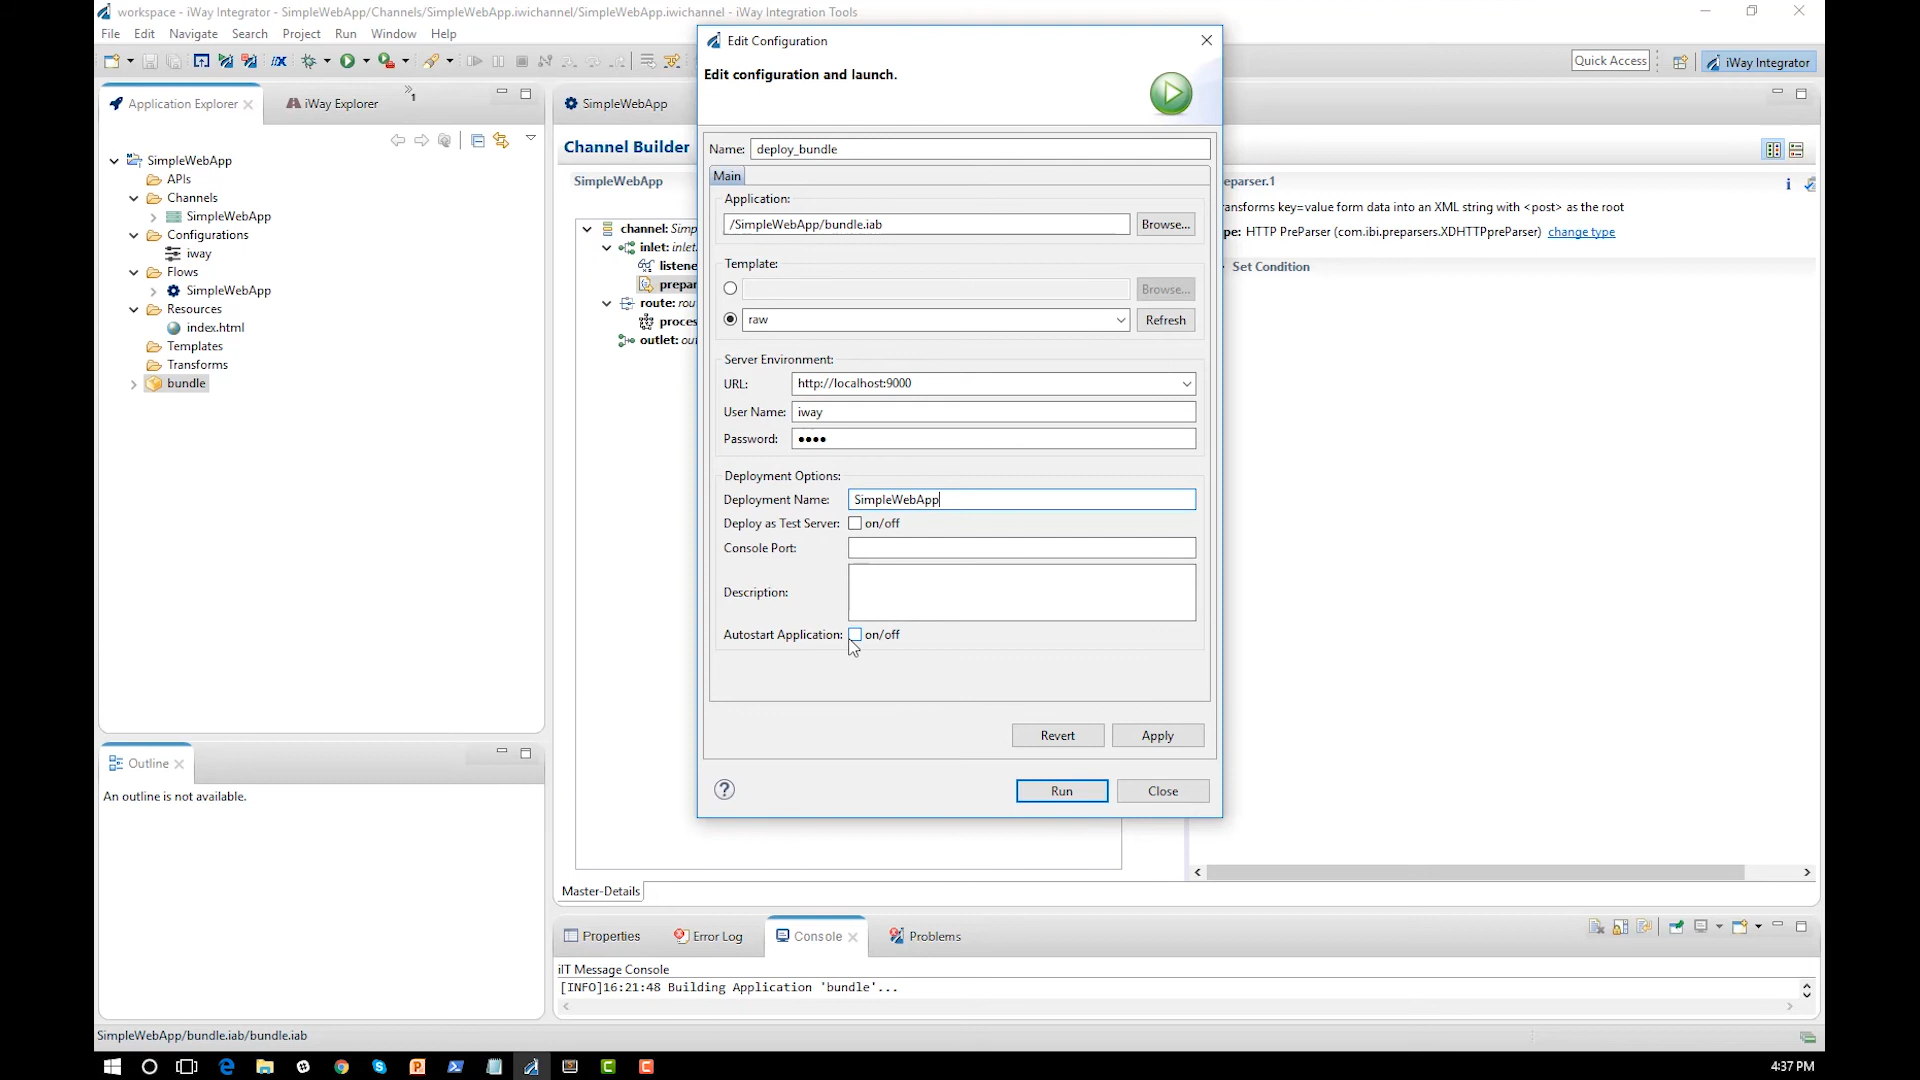 workspace - iWay Integrator - SimpleWebApp/Channels/SimpleWebApp.iwichannel/SimpleWebApp.iwichannel - iWay Integration Tools
File Edit Navigate Search Project Run Window Help
Quick Access
iWay Integrator
Application Explorer
iWay Explorer
1
SimpleWebApp
APIs
Channels
SimpleWebApp
Configurations
iway
Flows
SimpleWebApp
Resources
index.html
Templates
Transforms
bundle
Outline
An outline is not available.
SimpleWebApp
Channel Builder
SimpleWebApp
channel: Simp
inlet: inlet.
listene
prepar
route: rou
proces
outlet: out
Edit Configuration
Edit configuration and launch.
Name: deploy_bundle
Main
Application:
/SimpleWebApp/bundle.iab Browse...
Template:
Browse...
raw Refresh
Server Environment:
URL: http://localhost:9000
User Name: iway
Password: ●●●●
Deployment Options:
Deployment Name: SimpleWebApp
Deploy as Test Server: on/off
Console Port:
Description:
Autostart Application: on/off
Revert Apply
? Run Close
eparser.1
ransforms key=value form data into an XML string with <post> as the root
pe: HTTP PreParser (com.ibi.preparsers.XDHTTPpreParser) change type
Set Condition
Master-Details
Properties Error Log Console Problems
iIT Message Console
[INFO]16:21:48 Building Application 'bundle'...
SimpleWebApp/bundle.iab/bundle.iab
4:37 PM